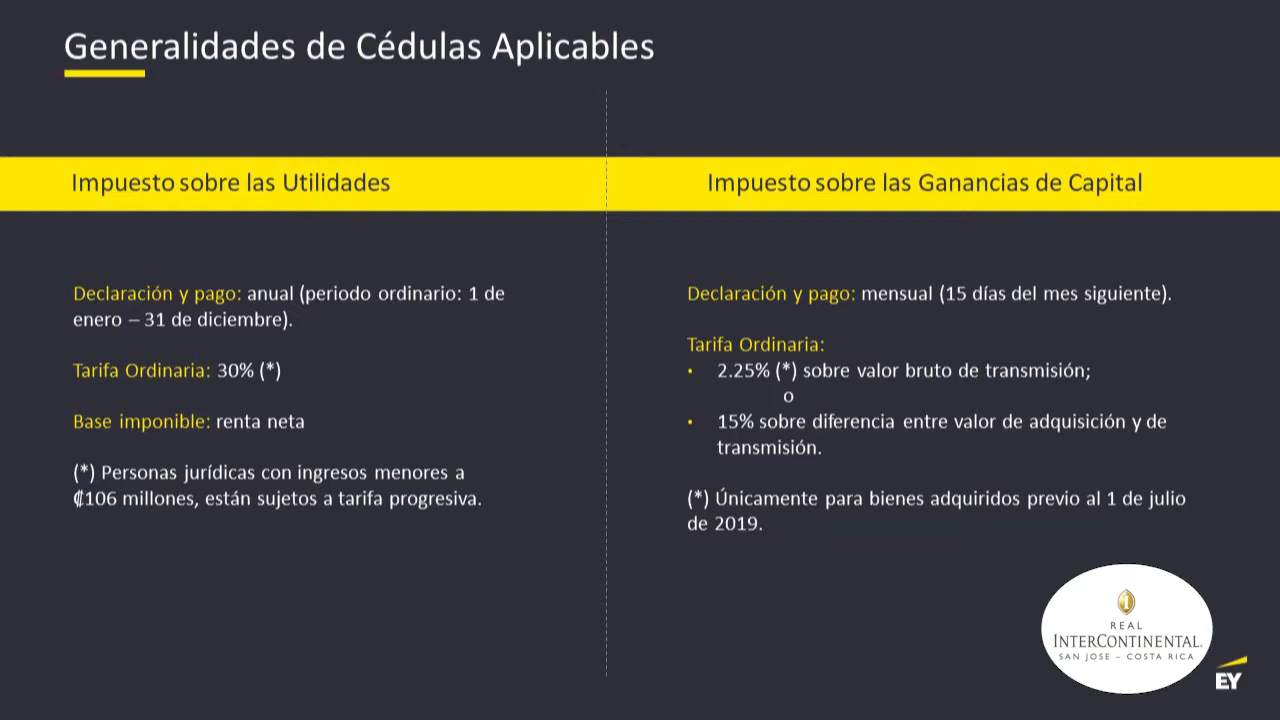 Generalidades de Cédulas Aplicables
Impuesto sobre las Utilidades
Declaración y pago: anual (periodo ordinario: 1 de
enero – 31 de diciembre).
Tarifa Ordinaria: 30% (*)
Base imponible: renta neta
(*) Personas jurídicas con ingresos menores a
₡106 millones, están sujetos a tarifa progresiva.
Impuesto sobre las Ganancias de Capital
Declaración y pago: mensual (15 días del mes siguiente).
Tarifa Ordinaria:
• 2.25% (*) sobre valor bruto de transmisión;
o
• 15% sobre diferencia entre valor de adquisición y de
transmisión.
(*) Únicamente para bienes adquiridos previo al 1 de julio
de 2019.
REAL
INTERCONTINENTAL.
SAN JOSE – COSTA RICA
EY